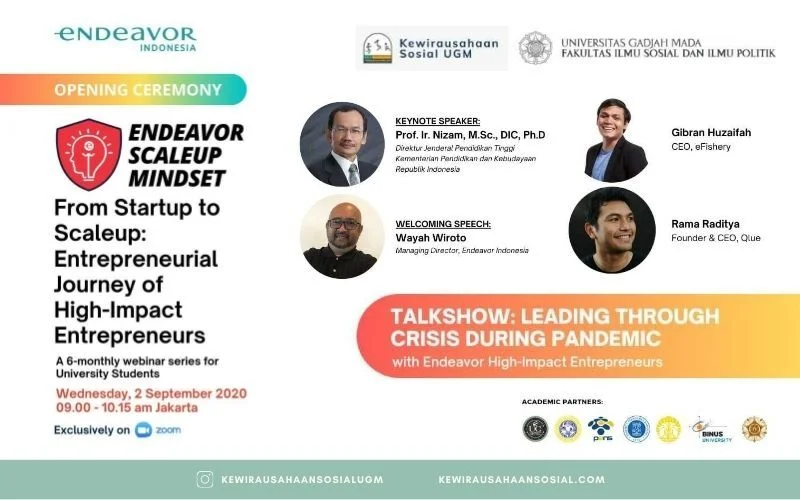 endeavor
INDONESIA
Kewirausahaan
Sosial UGM
UNIVERSITAS GADJAH MADA
FAKULTAS ILMU SOSIAL DAN ILMU POLITIK
OPENING CEREMONY
ENDEAVOR
SCALEUP
MINDSET
From Startup to
Scaleup:
Entrepreneurial
Journey of
High-Impact
Entrepreneurs
A 6-monthly webinar series for
University Students
Wednesday, 2 September 2020
09.00 - 10.15 am Jakarta
Exclusively on zoom
KEYNOTE SPEAKER:
Prof. Ir. Nizam, M.Sc., DIC, Ph.D
Direktur Jenderal Pendidikan Tinggi
Kementerian Pendidikan dan Kebudayaan
Republik Indonesia
Gibran Huzaifah
CEO, eFishery
WELCOMING SPEECH:
Wayah Wiroto
Managing Director, Endeavor Indonesia
Rama Raditya
Founder & CEO, Qlue
TALKSHOW: LEADING THROUGH
CRISIS DURING PANDEMIC
with Endeavor High-Impact Entrepreneurs
ACADEMIC PARTNERS:
BINUS
UNIVERSITY
KEWIRAUSAHAANSOSIALUGM
KEWIRAUSAHAANSOSIAL.COM